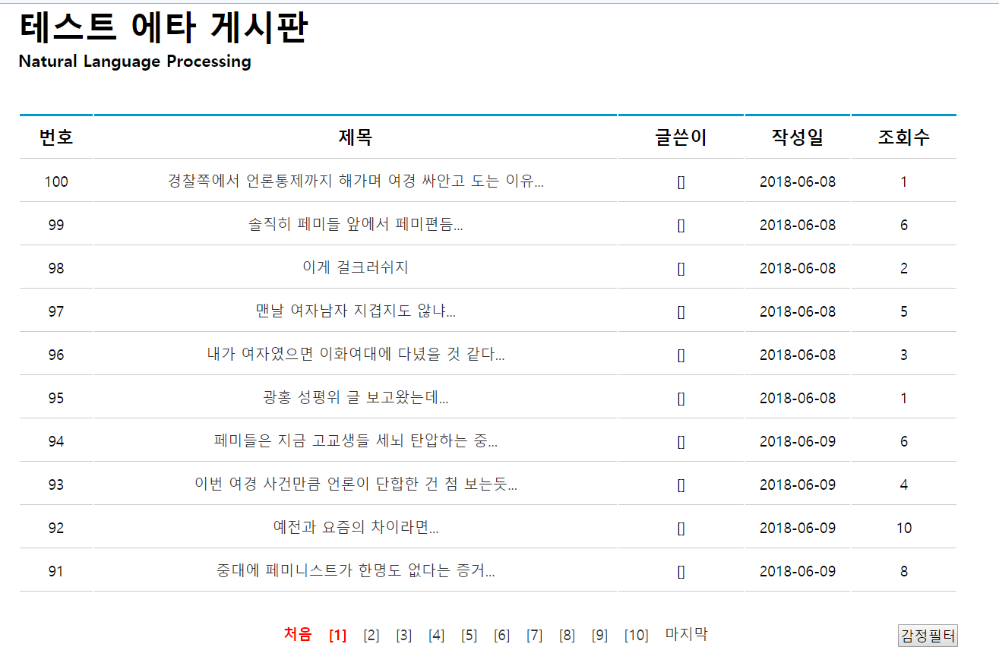 테스트 에타 게시판
Natural Language Processing
번호 제목 글쓴이 작성일 조회수
100 경찰쪽에서 언론통제까지 해가며 여경 싸안고 도는 이유... [] 2018-06-08 1
99 솔직히 페미들 앞에서 페미편듬... [] 2018-06-08 6
98 이게 걸크러쉬지 [] 2018-06-08 2
97 맨날 여자남자 지겹지도 않냐... [] 2018-06-08 5
96 내가 여자였으면 이화여대에 다녔을 것 같다... [] 2018-06-08 3
95 광홍 성평위 글 보고왔는데... [] 2018-06-08 1
94 페미들은 지금 고교생들 세뇌 탄압하는 중... [] 2018-06-09 6
93 이번 여경 사건만큼 언론이 단합한 건 첨 보는듯... [] 2018-06-09 4
92 예전과 요즘의 차이라면... [] 2018-06-09 10
91 중대에 페미니스트가 한명도 없다는 증거... [] 2018-06-09 8
처음 [1] [2] [3] [4] [5] [6] [7] [8] [9] [10] 마지막 감정필터